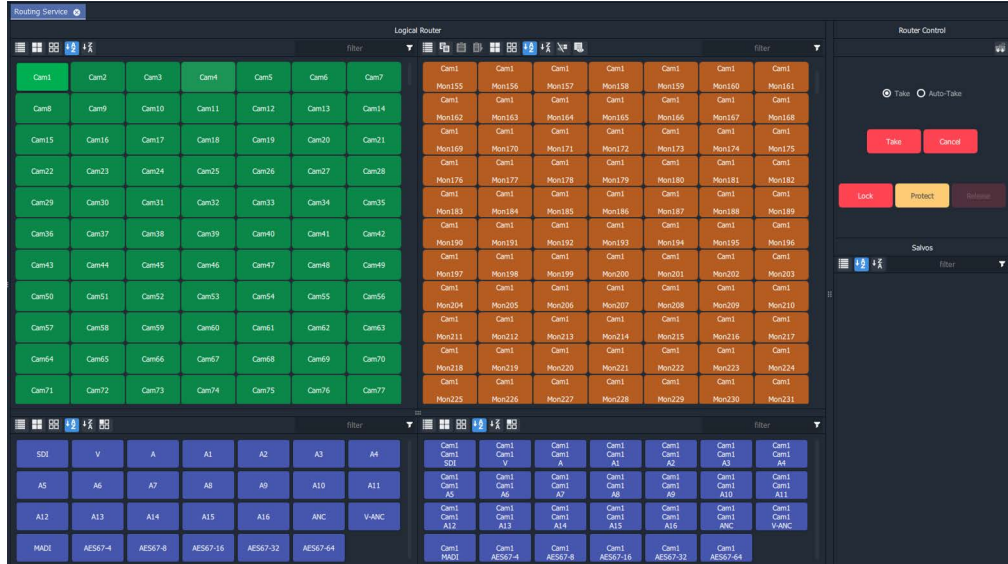 Routing Service
Logical Router
Router Control
filter
filter
Cam1 Cam2 Cam3 Cam4 Cam5 Cam6 Cam7
Cam8 Cam9 Cam10 Cam11 Cam12 Cam13 Cam14
Cam15 Cam16 Cam17 Cam18 Cam19 Cam20 Cam21
Cam22 Cam23 Cam24 Cam25 Cam26 Cam27 Cam28
Cam29 Cam30 Cam31 Cam32 Cam33 Cam34 Cam35
Cam36 Cam37 Cam38 Cam39 Cam40 Cam41 Cam42
Cam43 Cam44 Cam45 Cam46 Cam47 Cam48 Cam49
Cam50 Cam51 Cam52 Cam53 Cam54 Cam55 Cam56
Cam57 Cam58 Cam59 Cam60 Cam61 Cam62 Cam63
Cam64 Cam65 Cam66 Cam67 Cam68 Cam69 Cam70
Cam71 Cam72 Cam73 Cam74 Cam75 Cam76 Cam77
Cam1 Cam1 Cam1 Cam1 Cam1 Cam1 Cam1
Mon155 Mon156 Mon157 Mon158 Mon159 Mon160 Mon161
Cam1 Cam1 Cam1 Cam1 Cam1 Cam1 Cam1
Mon162 Mon163 Mon164 Mon165 Mon166 Mon167 Mon168
Cam1 Cam1 Cam1 Cam1 Cam1 Cam1 Cam1
Mon169 Mon170 Mon171 Mon172 Mon173 Mon174 Mon175
Cam1 Cam1 Cam1 Cam1 Cam1 Cam1 Cam1
Mon176 Mon177 Mon178 Mon179 Mon180 Mon181 Mon182
Cam1 Cam1 Cam1 Cam1 Cam1 Cam1 Cam1
Mon183 Mon184 Mon185 Mon186 Mon187 Mon188 Mon189
Cam1 Cam1 Cam1 Cam1 Cam1 Cam1 Cam1
Mon190 Mon191 Mon192 Mon193 Mon194 Mon195 Mon196
Cam1 Cam1 Cam1 Cam1 Cam1 Cam1 Cam1
Mon197 Mon198 Mon199 Mon200 Mon201 Mon202 Mon203
Cam1 Cam1 Cam1 Cam1 Cam1 Cam1 Cam1
Mon204 Mon205 Mon206 Mon207 Mon208 Mon209 Mon210
Cam1 Cam1 Cam1 Cam1 Cam1 Cam1 Cam1
Mon211 Mon212 Mon213 Mon214 Mon215 Mon216 Mon217
Cam1 Cam1 Cam1 Cam1 Cam1 Cam1 Cam1
Mon218 Mon219 Mon220 Mon221 Mon222 Mon223 Mon224
Cam1 Cam1 Cam1 Cam1 Cam1 Cam1 Cam1
Mon225 Mon226 Mon227 Mon228 Mon229 Mon230 Mon231
Take Auto-Take
Take Cancel
Lock Protect Release
Salvos
filter
filter
SDI V A A1 A2 A3 A4
A5 A6 A7 A8 A9 A10 A11
A12 A13 A14 A15 A16 ANC V-ANC
MADI AES67-4 AES67-8 AES67-16 AES67-32 AES67-64
filter
Cam1 Cam1 Cam1 Cam1 Cam1 Cam1 Cam1
Cam1 Cam1 Cam1 Cam1 Cam1 Cam1 Cam1
SDI V A A1 A2 A3 A4
Cam1 Cam1 Cam1 Cam1 Cam1 Cam1 Cam1
Cam1 Cam1 Cam1 Cam1 Cam1 Cam1 Cam1
A5 A6 A7 A8 A9 A10 A11
Cam1 Cam1 Cam1 Cam1 Cam1 Cam1 Cam1
Cam1 Cam1 Cam1 Cam1 Cam1 Cam1 Cam1
A12 A13 A14 A15 A16 ANC V-ANC
Cam1 Cam1 Cam1 Cam1 Cam1 Cam1
MADI AES67-4 AES67-8 AES67-16 AES67-32 AES67-64